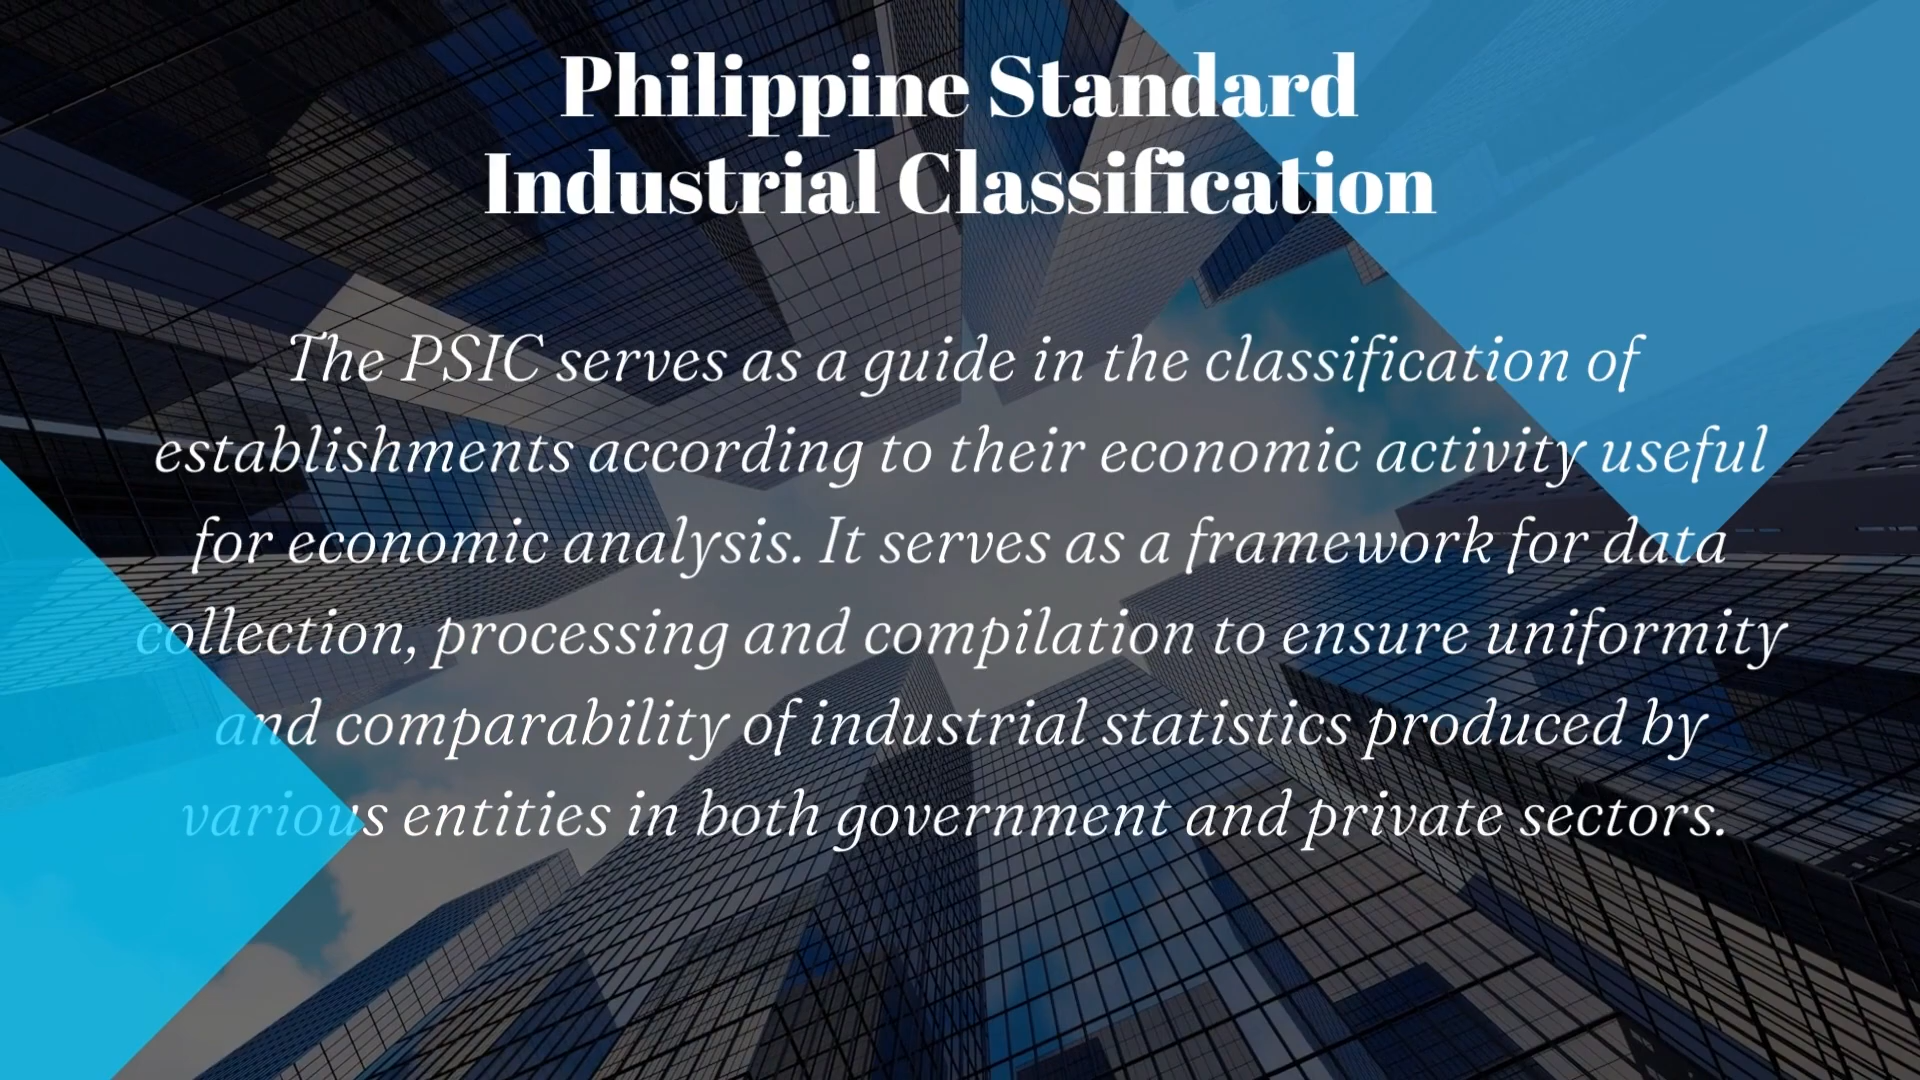 Philippine Standard
Industrial Classification
The PSIC serves as a guide in the classification of
establishments according to their economic activity useful
for economic analysis. It serves as a framework for data
collection, processing and compilation to ensure uniformity
and comparability of industrial statistics produced by
various entities in both government and private sectors.